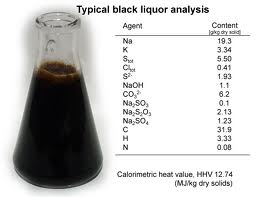 Typical black liquor analysis
Agent Content
[g/kg dry solid]
Na 19.3
K 3.34
Stot 5.50
Cltot 0.41
S²⁻ 1.93
NaOH 1.1
CO₃²⁻ 6.2
Na₂SO₃ 0.1
Na₂S₂O₃ 2.13
Na₂SO₄ 1.23
C 31.9
H 3.33
N 0.08
Calorimetric heat value, HHV 12.74
(MJ/kg dry solids)